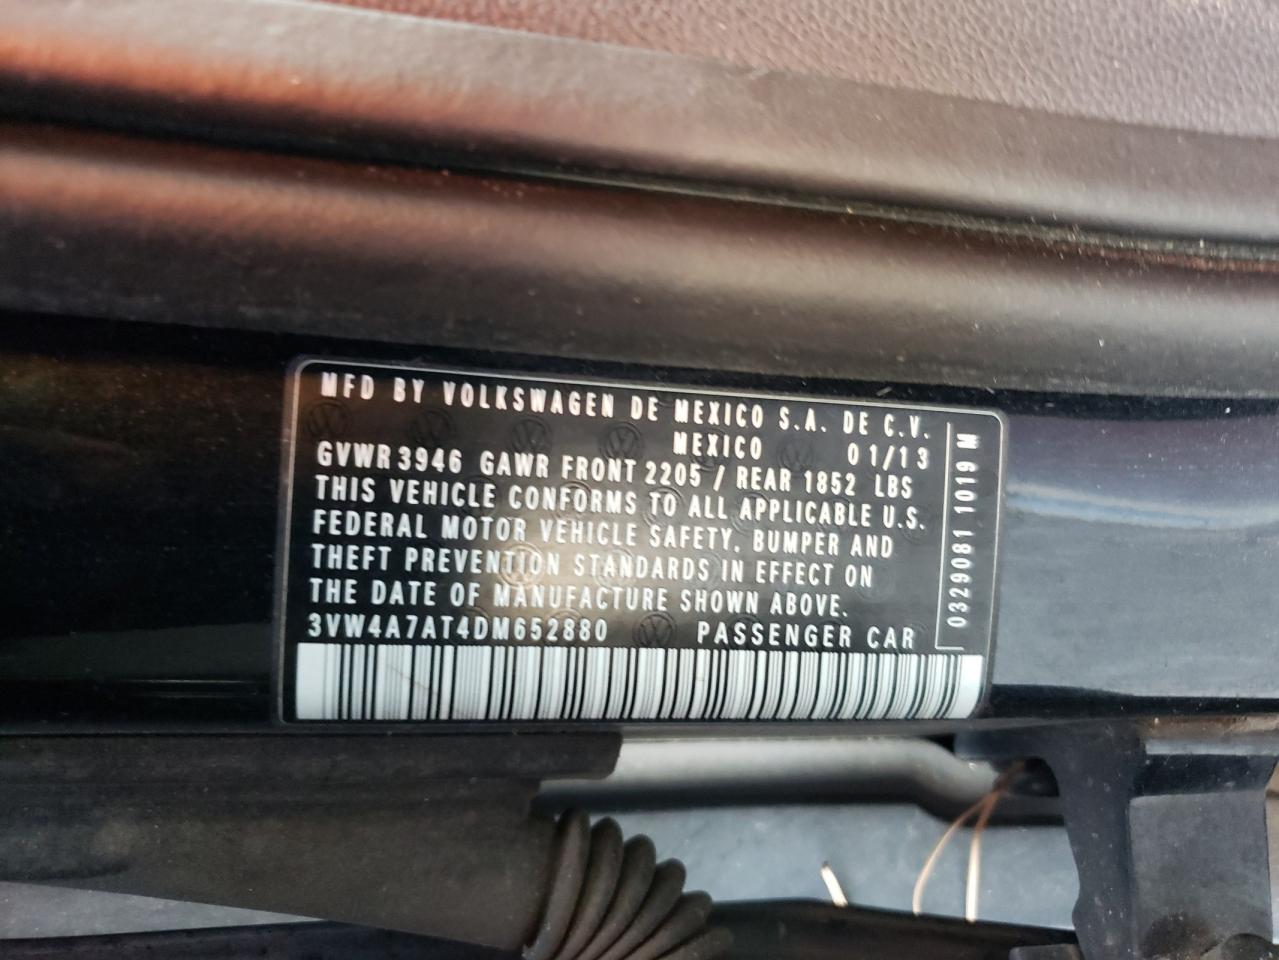 MFD BY VOLKSWAGEN DE MEXICO S.A. DE C.V.
MEXICO 01/13
GVWR 3946 GAWR FRONT 2205 / REAR 1852 LBS
THIS VEHICLE CONFORMS TO ALL APPLICABLE U.S.
FEDERAL MOTOR VEHICLE SAFETY, BUMPER AND
THEFT PREVENTION STANDARDS IN EFFECT ON
THE DATE OF MANUFACTURE SHOWN ABOVE.
3VW4A7AT4DM652880 PASSENGER CAR
0329081 1019 M